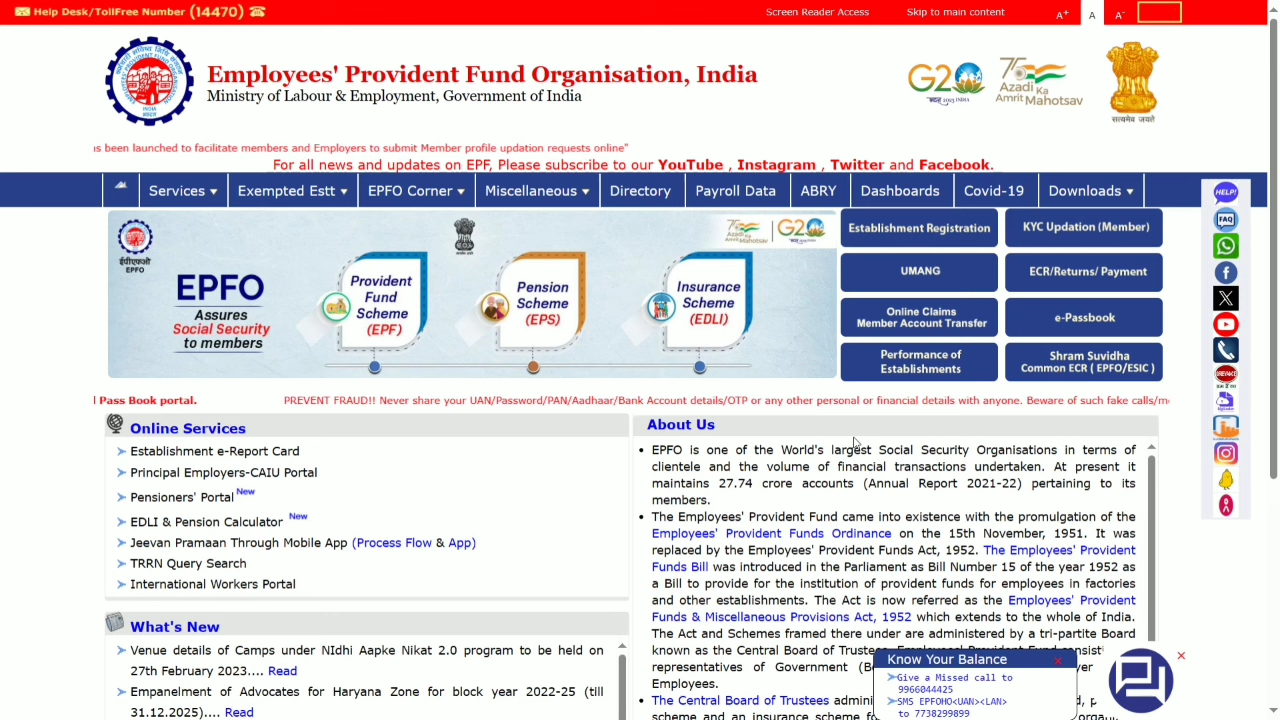 Help Desk/TollFree Number (14470)
Screen Reader Access
Skip to main content
A+
A
A-
Employees' Provident Fund Organisation, India
Ministry of Labour & Employment, Government of India
G20
75
Azadi Ka
Amrit Mahotsav
सत्यमेव जयते
s been launched to facilitate members and Employers to submit Member profile updation requests online"
For all news and updates on EPF, Please subscribe to our YouTube , Instagram , Twitter and Facebook.
Services
Exempted Estt
EPFO Corner
Miscellaneous
Directory
Payroll Data
ABRY
Dashboards
Covid-19
Downloads
ईपीएफओ
EPFO
EPFO
Assures
Social Security
to members
Provident
Fund
Scheme
(EPF)
Pension
Scheme
(EPS)
Insurance
Scheme
(EDLI)
Azadi Ka
Amrit Mahotsav
G20
Establishment Registration
KYC Updation (Member)
UMANG
ECR/Returns/ Payment
Online Claims
Member Account Transfer
e-Passbook
Performance of
Establishments
Shram Suvidha
Common ECR ( EPFO/ESIC )
HELP!
FAQ
Pass Book portal.
PREVENT FRAUD!! Never share your UAN/Password/PAN/Aadhaar/Bank Account details/OTP or any other personal or financial details with anyone. Beware of such fake calls/m
Online Services
Establishment e-Report Card
Principal Employers-CAIU Portal
Pensioners' Portal New
EDLI & Pension Calculator New
Jeevan Pramaan Through Mobile App (Process Flow & App)
TRRN Query Search
International Workers Portal
What's New
Venue details of Camps under NIdhi Aapke Nikat 2.0 program to be held on
27th February 2023.... Read
Empanelment of Advocates for Haryana Zone for block year 2022-25 (till
31.12.2025).... Read
About Us
EPFO is one of the World's largest Social Security Organisations in terms of
clientele and the volume of financial transactions undertaken. At present it
maintains 27.74 crore accounts (Annual Report 2021-22) pertaining to its
members.
The Employees' Provident Fund came into existence with the promulgation of the
Employees' Provident Funds Ordinance on the 15th November, 1951. It was
replaced by the Employees' Provident Funds Act, 1952. The Employees' Provident
Funds Bill was introduced in the Parliament as Bill Number 15 of the year 1952 as
a Bill to provide for the institution of provident funds for employees in factories
and other establishments. The Act is now referred as the Employees' Provident
Funds & Miscellaneous Provisions Act, 1952 which extends to the whole of India.
The Act and Schemes framed there under are administered by a tri-partite Board
known as the Central Board of
representatives of Government
Employees.
The Central Board of Trustees
scheme and an insurance scheme
Know Your Balance
Give a Missed call to
9966044425
SMS EPFOHO<UAN><LAN>
to 7738299899